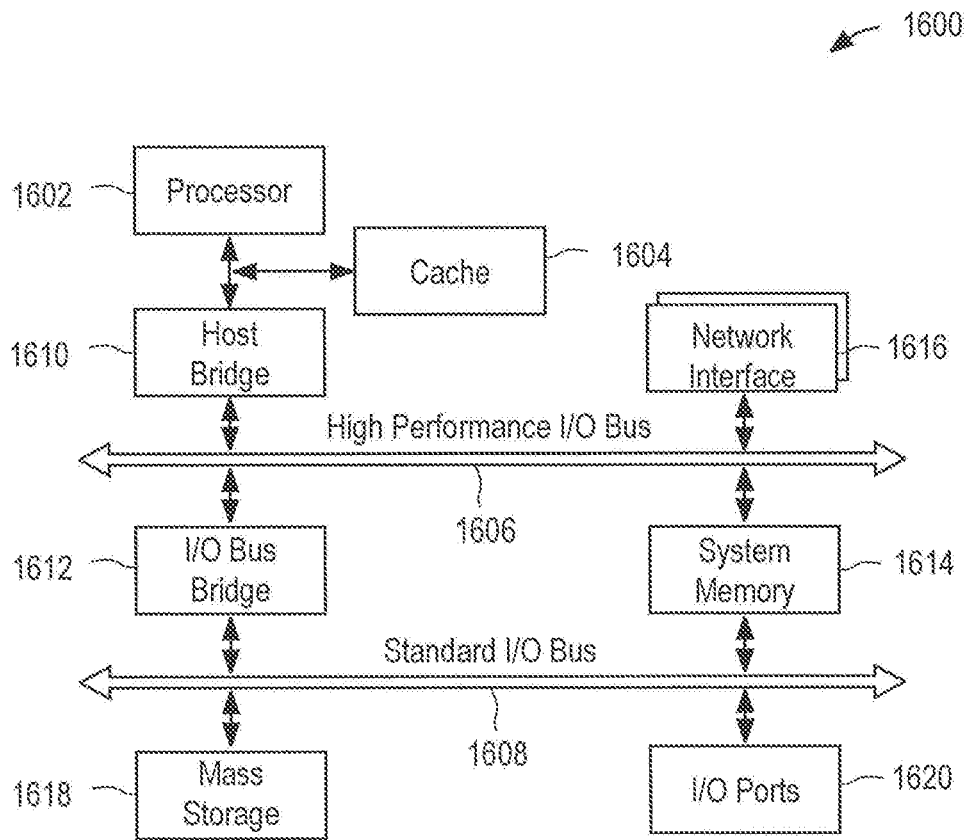 1600
Processor
1602
Cache
1604
Host
Bridge
1610
Network
Interface
1616
High Performance I/O Bus
1606
I/O Bus
Bridge
1612
System
Memory
1614
Standard I/O Bus
1608
Mass
Storage
1618
I/O Ports
1620